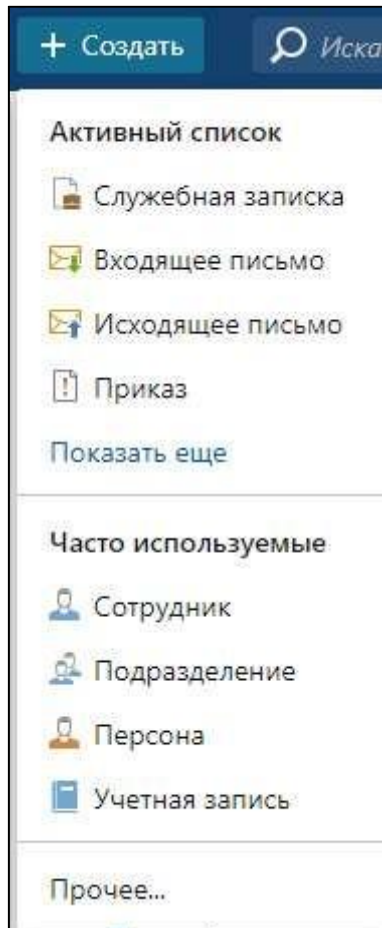 + Создать
Активный список
Служебная записка
Входящее письмо
Исходящее письмо
Приказ
Показать еще
Часто используемые
Сотрудник
Подразделение
Персона
Учетная запись
Прочее...